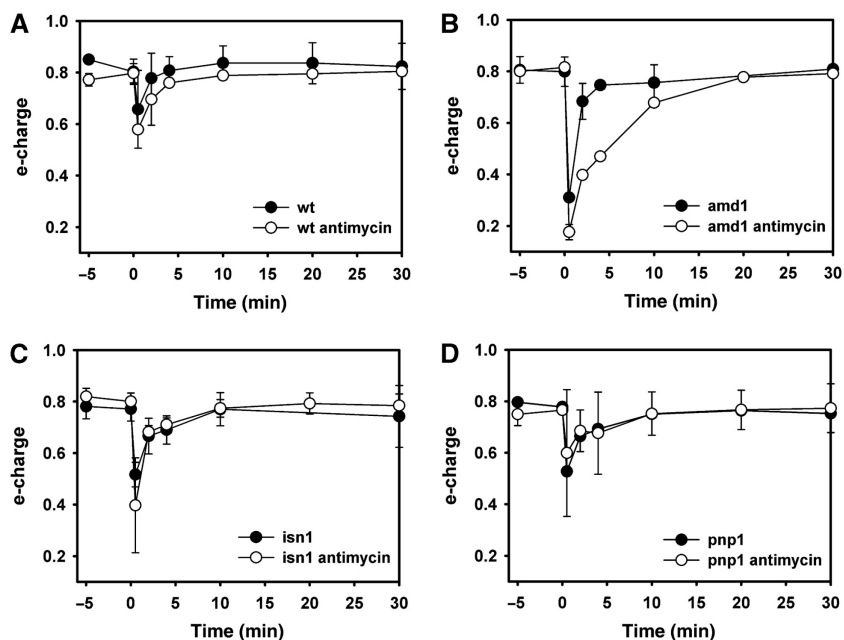 A
1.0
0.8
0.6
0.4
0.2
e-charge
wt
wt antimycin
−5 0 5 10 15 20 25 30
Time (min)
B
1.0
0.8
0.6
0.4
0.2
e-charge
amd1
amd1 antimycin
−5 0 5 10 15 20 25 30
Time (min)
C
1.0
0.8
0.6
0.4
0.2
e-charge
isn1
isn1 antimycin
−5 0 5 10 15 20 25 30
Time (min)
D
1.0
0.8
0.6
0.4
0.2
e-charge
pnp1
pnp1 antimycin
−5 0 5 10 15 20 25 30
Time (min)